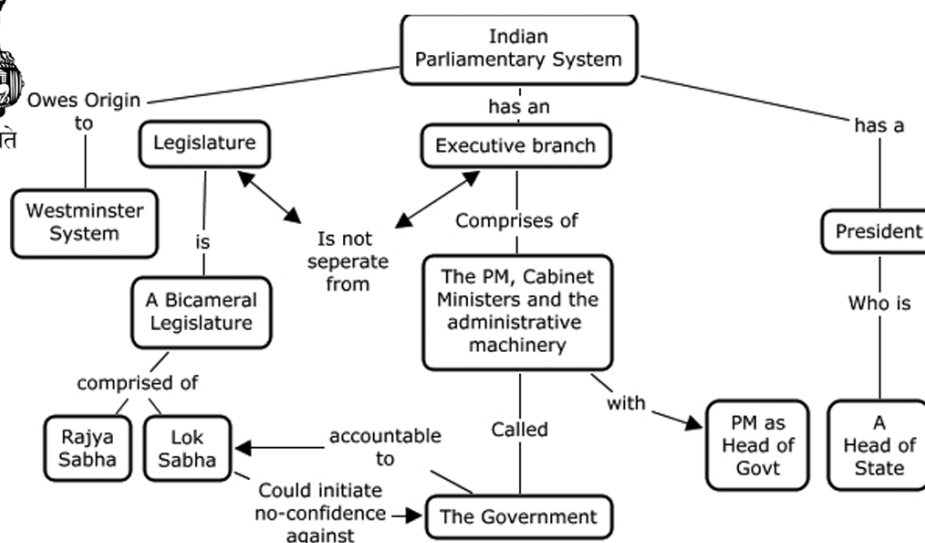 Indian
Parliamentary System
Owes Origin
to
has an
has a
ते
Legislature
Executive branch
Westminster
System
is
Is not
seperate
from
Comprises of
President
A Bicameral
Legislature
The PM, Cabinet
Ministers and the
administrative
machinery
Who is
comprised of
with
Rajya
Sabha
Lok
Sabha
accountable
to
Called
PM as
Head of
Govt
A
Head of
State
Could initiate
no-confidence
against
The Government